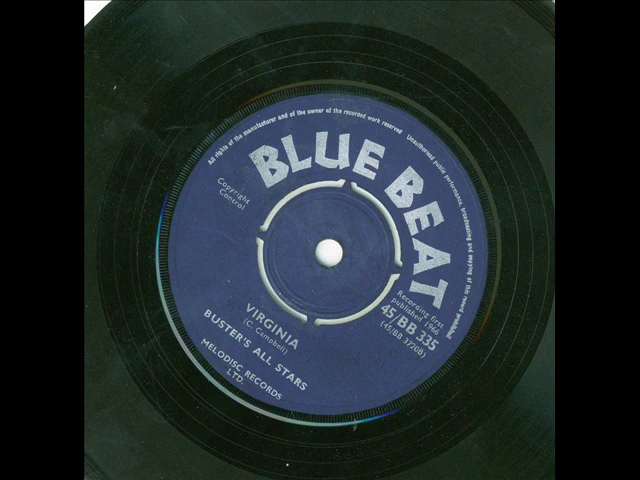 All rights of the manufacturer and of the owner of the recorded work reserved Unauthorised public performance, broadcasting and copying of this record prohibited
BLUE BEAT
Copyright
Control
Recording first
published 1966
45/BB 335
(45/BB 37208)
VIRGINIA
(C. Campbell)
BUSTER'S ALL STARS
MELODISC RECORDS
LTD.